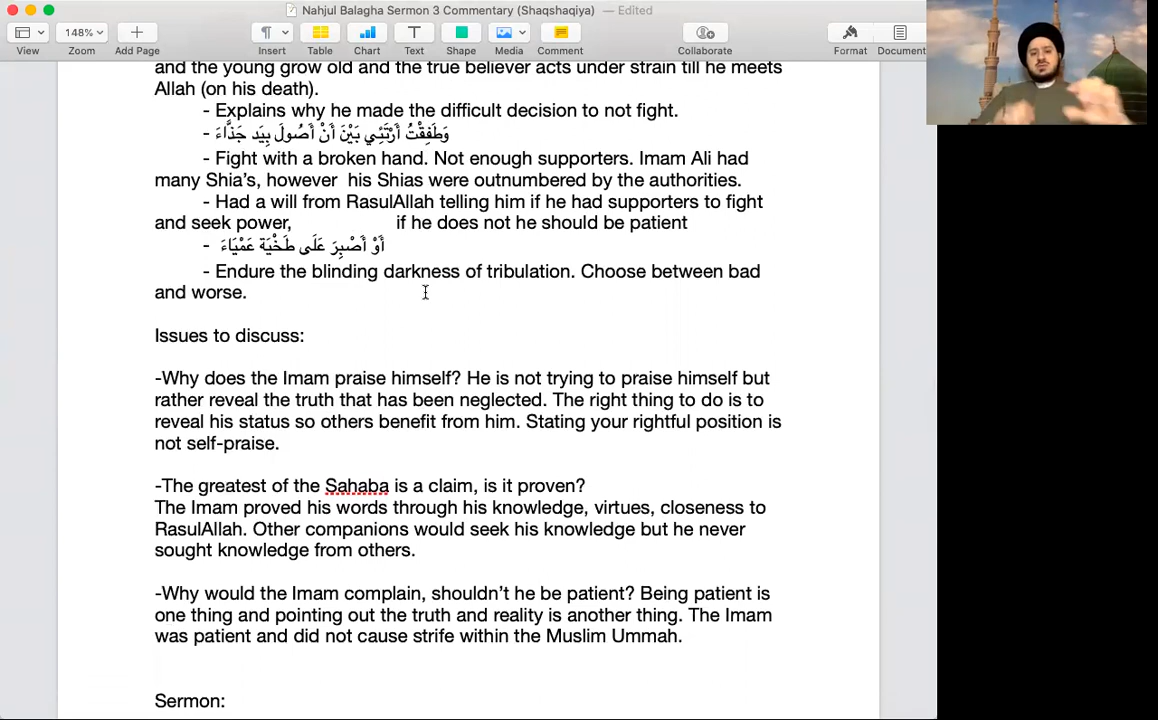 Nahjul Balagha Sermon 3 Commentary (Shaqshaqiya) — Edited
148%
View Zoom Add Page Insert Table Chart Text Shape Media Comment Collaborate Format Document
and the young grow old and the true believer acts under strain till he meets
Allah (on his death).
- Explains why he made the difficult decision to not fight.
- وَطَفِقْتُ أَرْتَئِي بَيْنَ أَنْ أَصُولَ بِيَد جَذَّاءَ
- Fight with a broken hand. Not enough supporters. Imam Ali had
many Shia’s, however his Shias were outnumbered by the authorities.
- Had a will from RasulAllah telling him if he had supporters to fight
and seek power, if he does not he should be patient
- أَوْ أَصْبِرَ عَلَى طَخْيَة عَمْيَاءَ
- Endure the blinding darkness of tribulation. Choose between bad
and worse.
Issues to discuss:
-Why does the Imam praise himself? He is not trying to praise himself but
rather reveal the truth that has been neglected. The right thing to do is to
reveal his status so others benefit from him. Stating your rightful position is
not self-praise.
-The greatest of the Sahaba is a claim, is it proven?
The Imam proved his words through his knowledge, virtues, closeness to
RasulAllah. Other companions would seek his knowledge but he never
sought knowledge from others.
-Why would the Imam complain, shouldn’t he be patient? Being patient is
one thing and pointing out the truth and reality is another thing. The Imam
was patient and did not cause strife within the Muslim Ummah.
Sermon: